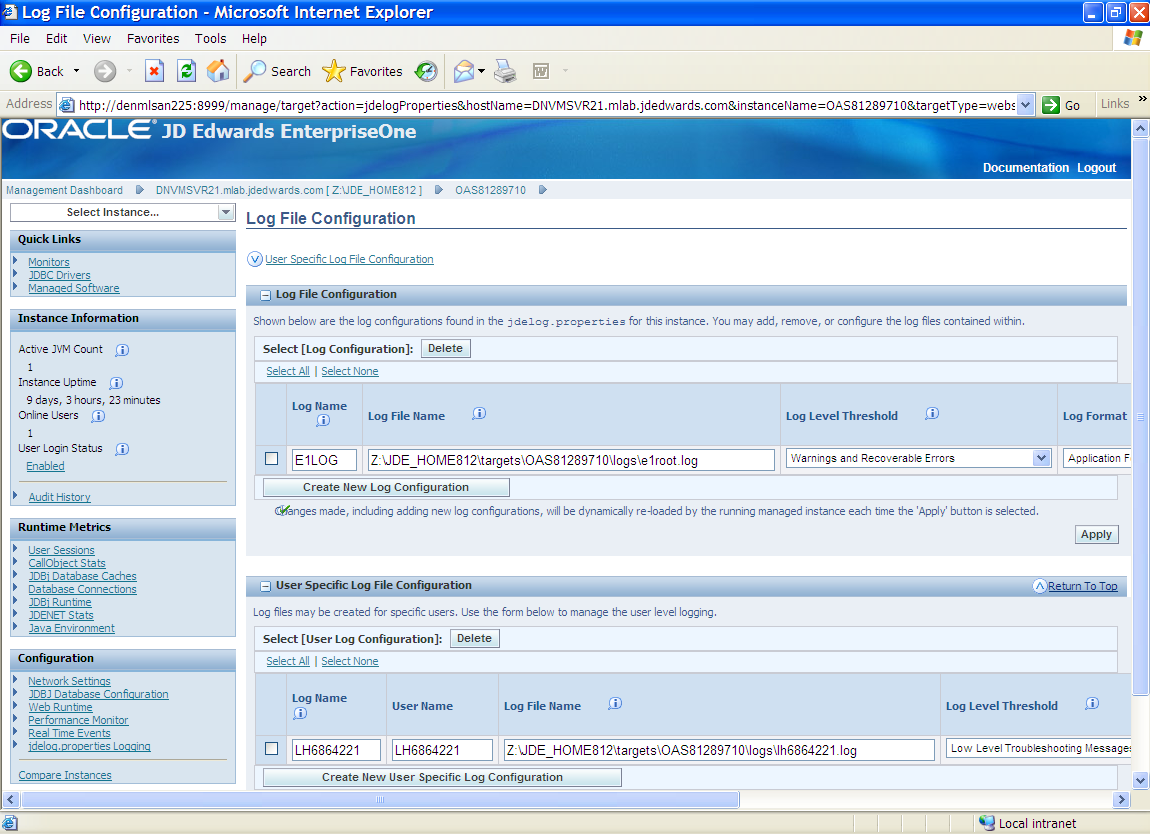 Log File Configuration - Microsoft Internet Explorer
File Edit View Favorites Tools Help
Back Search Favorites
Address http://denmlsan225:8999/manage/target?action=jdelogProperties&hostName=DNVMSVR21.mlab.jdedwards.com&instanceName=OAS81289710&targetType=webs Go Links »
ORACLE® JD Edwards EnterpriseOne
Documentation Logout
Management Dashboard DNVMSVR21.mlab.jdedwards.com [ Z:\JDE_HOME812 ] OAS81289710
Select Instance...
Quick Links
Monitors
JDBC Drivers
Managed Software
Instance Information
Active JVM Count
1
Instance Uptime
9 days, 3 hours, 23 minutes
Online Users
1
User Login Status
Enabled
Audit History
Runtime Metrics
User Sessions
CallObject Stats
JDBj Database Caches
Database Connections
JDBj Runtime
JDENET Stats
Java Environment
Configuration
Network Settings
JDBJ Database Configuration
Web Runtime
Performance Monitor
Real Time Events
jdelog.properties Logging
Compare Instances
Log File Configuration
User Specific Log File Configuration
Log File Configuration
Shown below are the log configurations found in the jdelog.properties for this instance. You may add, remove, or configure the log files contained within.
Select [Log Configuration]: Delete
Select All | Select None
Log Name Log File Name Log Level Threshold Log Format
E1LOG Z:\JDE_HOME812\targets\OAS81289710\logs\e1root.log Warnings and Recoverable Errors Application F
Create New Log Configuration
Changes made, including adding new log configurations, will be dynamically re-loaded by the running managed instance each time the 'Apply' button is selected.
Apply
User Specific Log File Configuration Return To Top
Log files may be created for specific users. Use the form below to manage the user level logging.
Select [User Log Configuration]: Delete
Select All | Select None
Log Name User Name Log File Name Log Level Threshold
LH6864221 LH6864221 Z:\JDE_HOME812\targets\OAS81289710\logs\lh6864221.log Low Level Troubleshooting Messages
Create New User Specific Log Configuration
Local intranet